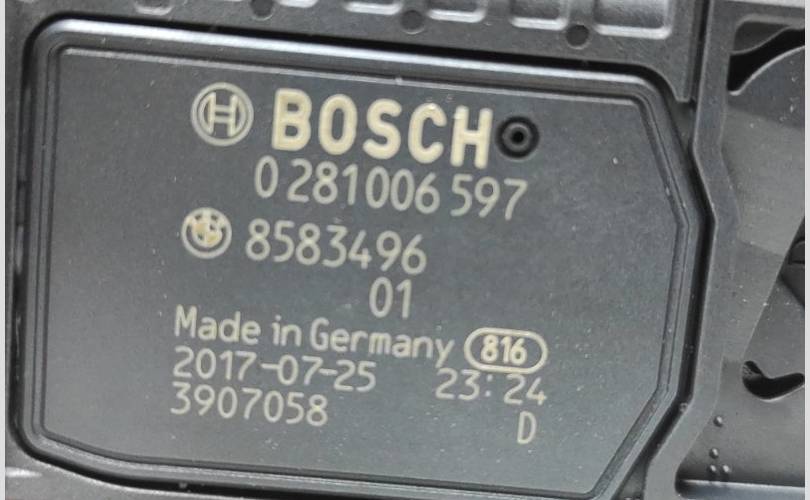 BOSCH
0 281 006 597
8583496
01
Made in Germany 816
2017-07-25 23:24
3907058 D